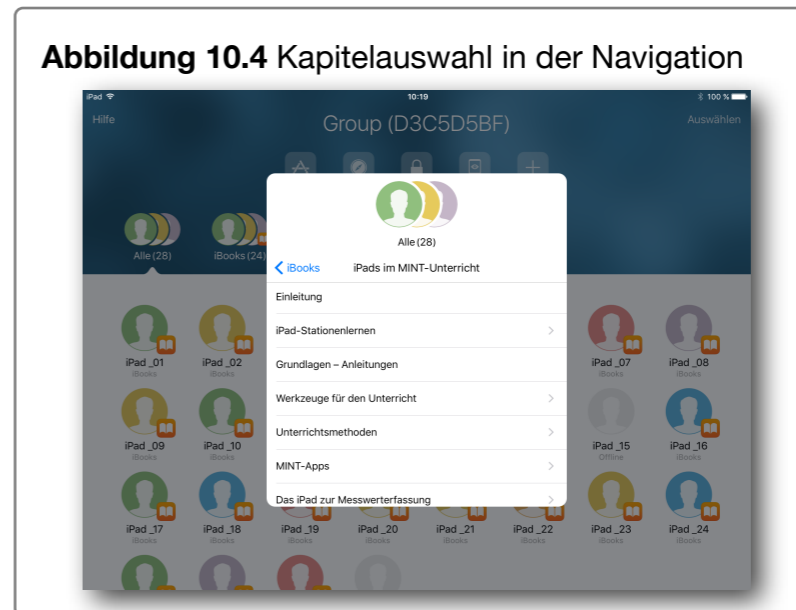 Abbildung 10.4 Kapitelauswahl in der Navigation
iPad 10:19 100 %
Hilfe Group (D3C5D5BF) Auswählen
Alle (28)
Alle (28) iBooks (24)
iBooks iPads im MINT-Unterricht
Einleitung
iPad-Stationenlernen
Grundlagen – Anleitungen
Werkzeuge für den Unterricht
Unterrichtsmethoden
MINT-Apps
Das iPad zur Messwerterfassung
iPad _01 iPad _02 iPad _07 iPad _08
iBooks iBooks iBooks iBooks
iPad _09 iPad _10 iPad _15 iPad _16
iBooks iBooks Offline iBooks
iPad _17 iPad _18 iPad _19 iPad _20 iPad _21 iPad _22 iPad _23 iPad _24
iBooks iBooks iBooks iBooks iBooks iBooks iBooks iBooks